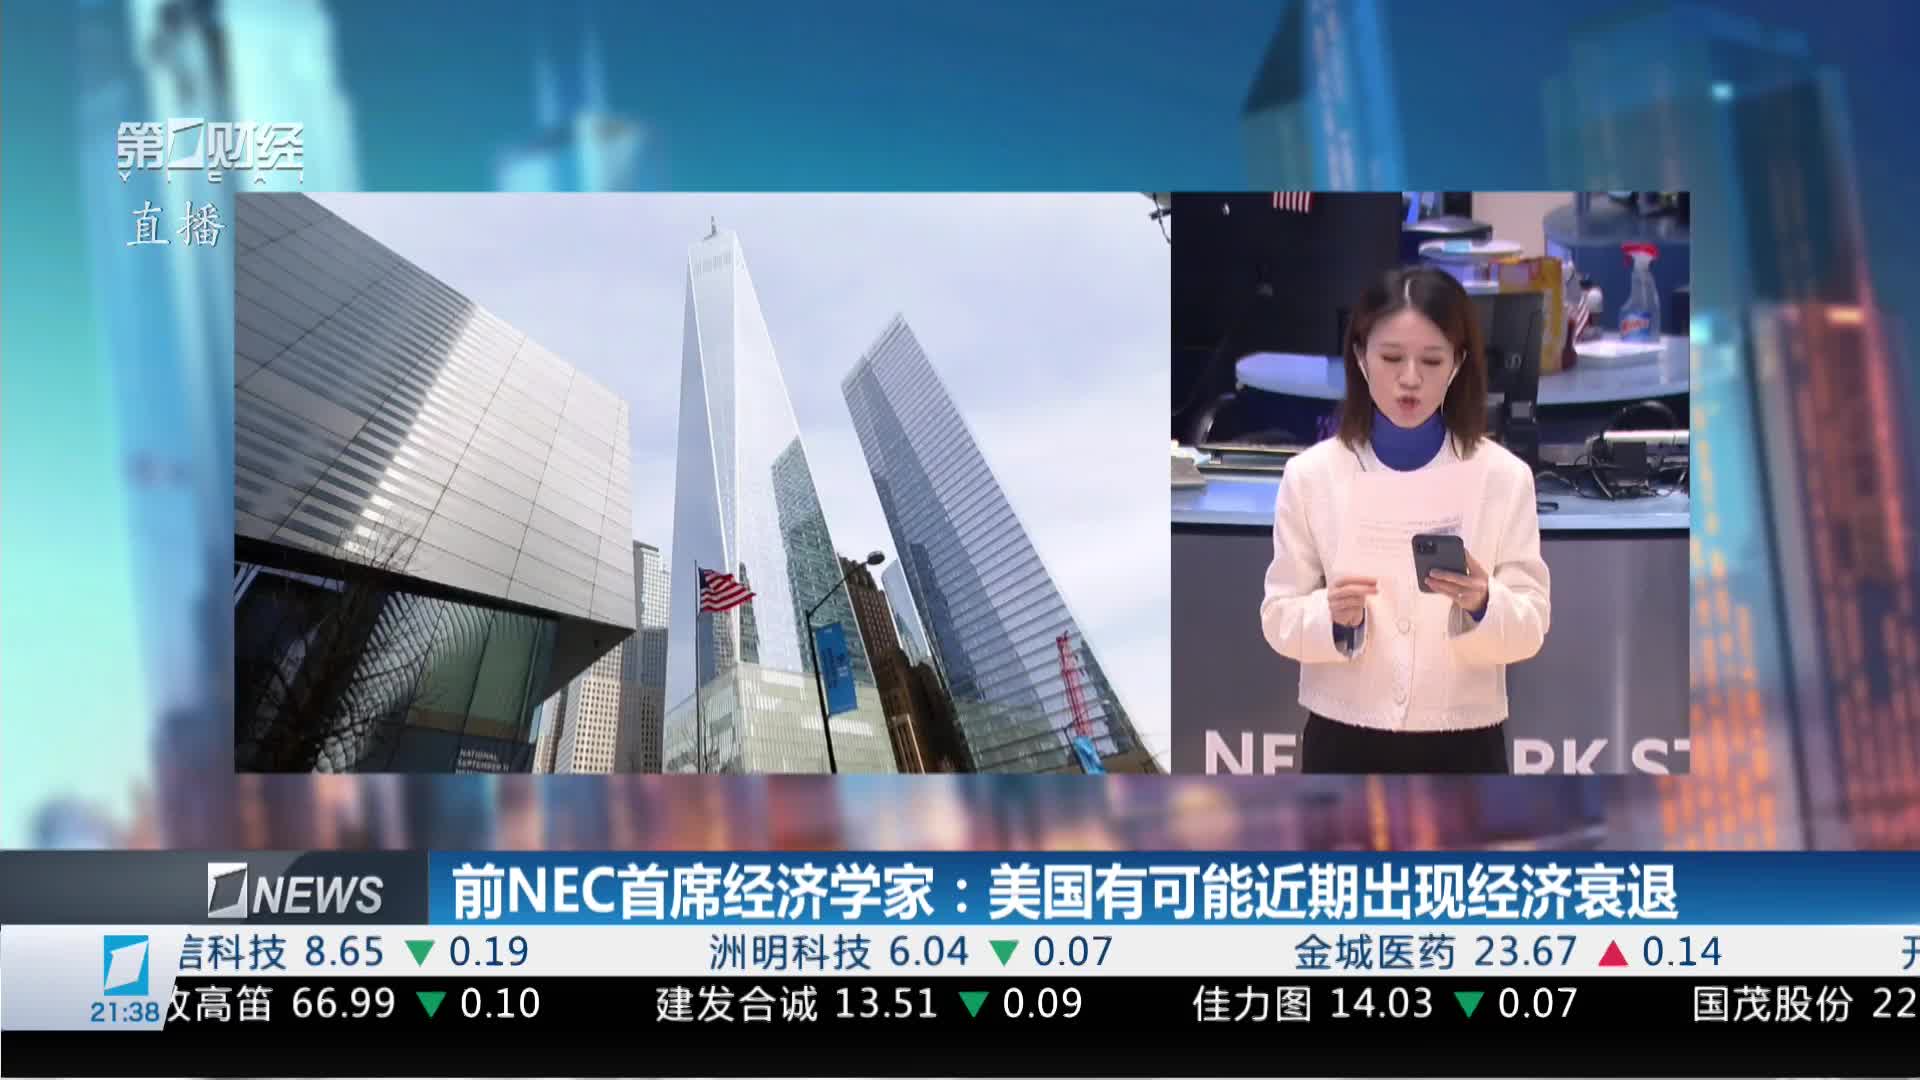 第一财经
YICAI
直播
NATIONAL
SEPTEMBER 11
NEWS
前NEC首席经济学家：美国有可能近期出现经济衰退
信科技 8.65 ▼ 0.19 洲明科技 6.04 ▼ 0.07 金城医药 23.67 ▲ 0.14
21:38
高笛 66.99 ▼ 0.10 建发合诚 13.51 ▼ 0.09 佳力图 14.03 ▼ 0.07 国茂股份 22